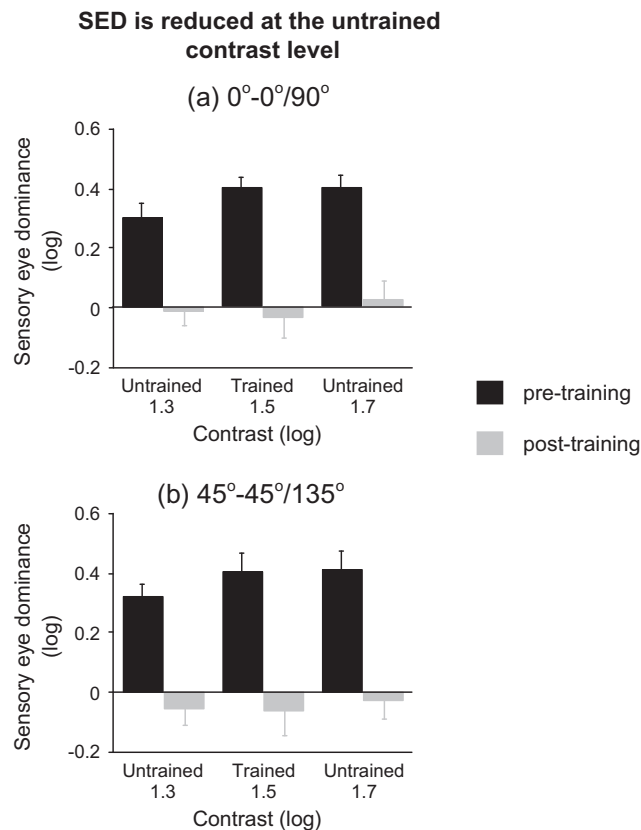 SED is reduced at the untrained
contrast level
(a) 0°-0°/90°
Sensory eye dominance
(log)
0.6
0.4
0.2
0
-0.2
Untrained Trained Untrained
1.3 1.5 1.7
Contrast (log)
pre-training
post-training
(b) 45°-45°/135°
Sensory eye dominance
(log)
0.6
0.4
0.2
0
-0.2
Untrained Trained Untrained
1.3 1.5 1.7
Contrast (log)